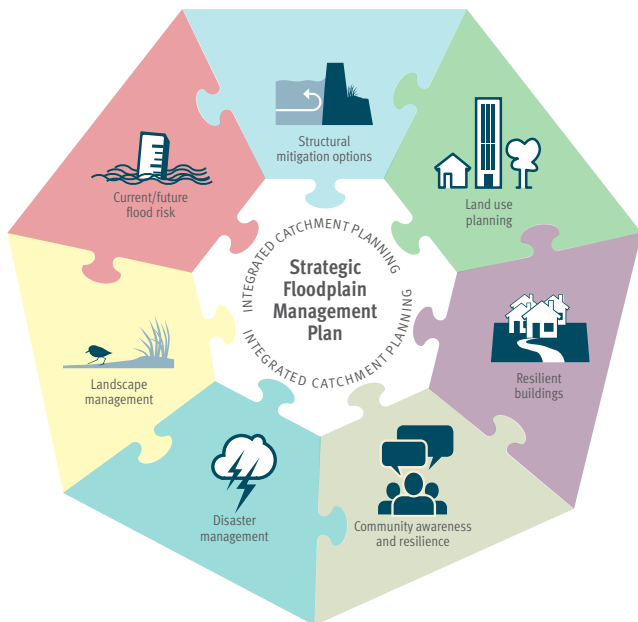 Structural
mitigation options
Land use
planning
Resilient
buildings
Community awareness
and resilience
Disaster
management
Landscape
management
Current/future
flood risk
INTEGRATED CATCHMENT PLANNING
Strategic
Floodplain
Management
Plan
INTEGRATED CATCHMENT PLANNING